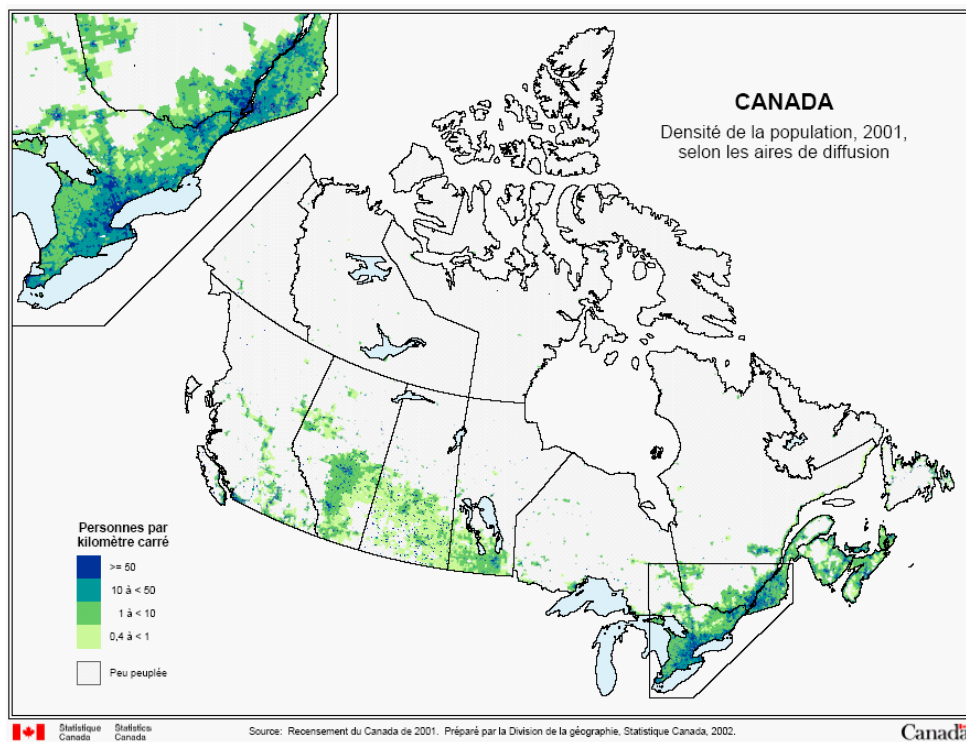 CANADA
Densité de la population, 2001,
selon les aires de diffusion
Personnes par
kilomètre carré
>= 50
10 à < 50
1 à < 10
0,4 à < 1
Peu peuplée
Statistique
Canada
Statistics
Canada
Source: Recensement du Canada de 2001. Préparé par la Division de la géographie, Statistique Canada, 2002.
Canada